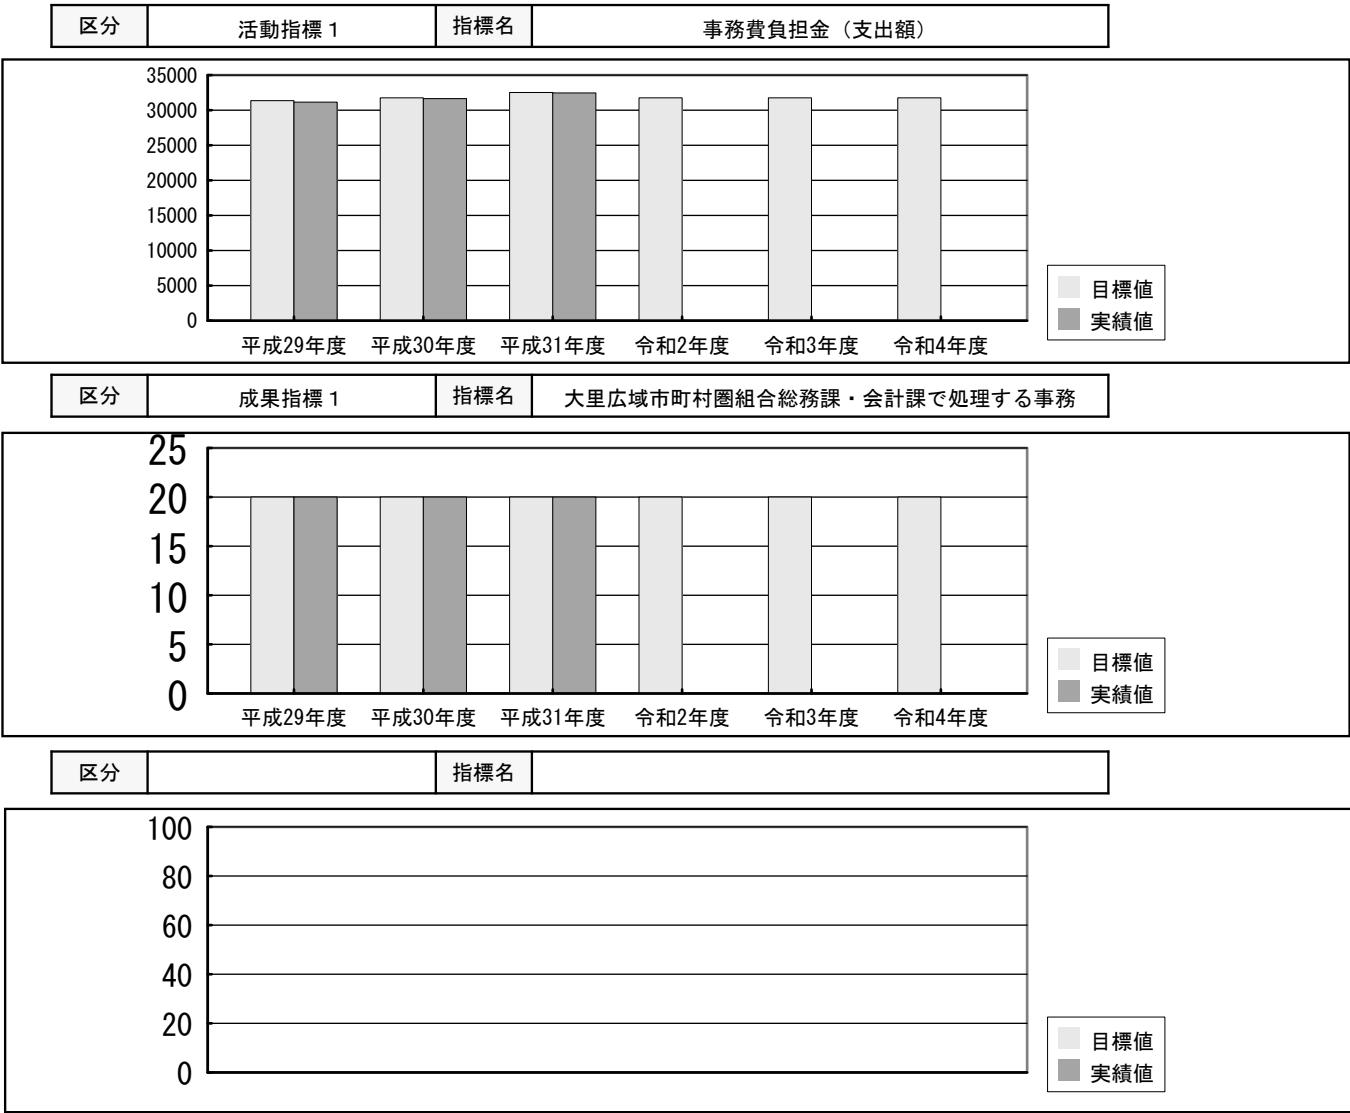 区分 活動指標１ 指標名 事務費負担金（支出額）
35000
30000
25000
20000
15000
10000
5000
0
平成29年度 平成30年度 平成31年度 令和2年度 令和3年度 令和4年度
目標値
実績値
区分 成果指標１ 指標名 大里広域市町村圏組合総務課・会計課で処理する事務
25
20
15
10
5
0
平成29年度 平成30年度 平成31年度 令和2年度 令和3年度 令和4年度
目標値
実績値
区分 指標名
100
80
60
40
20
0
目標値
実績値